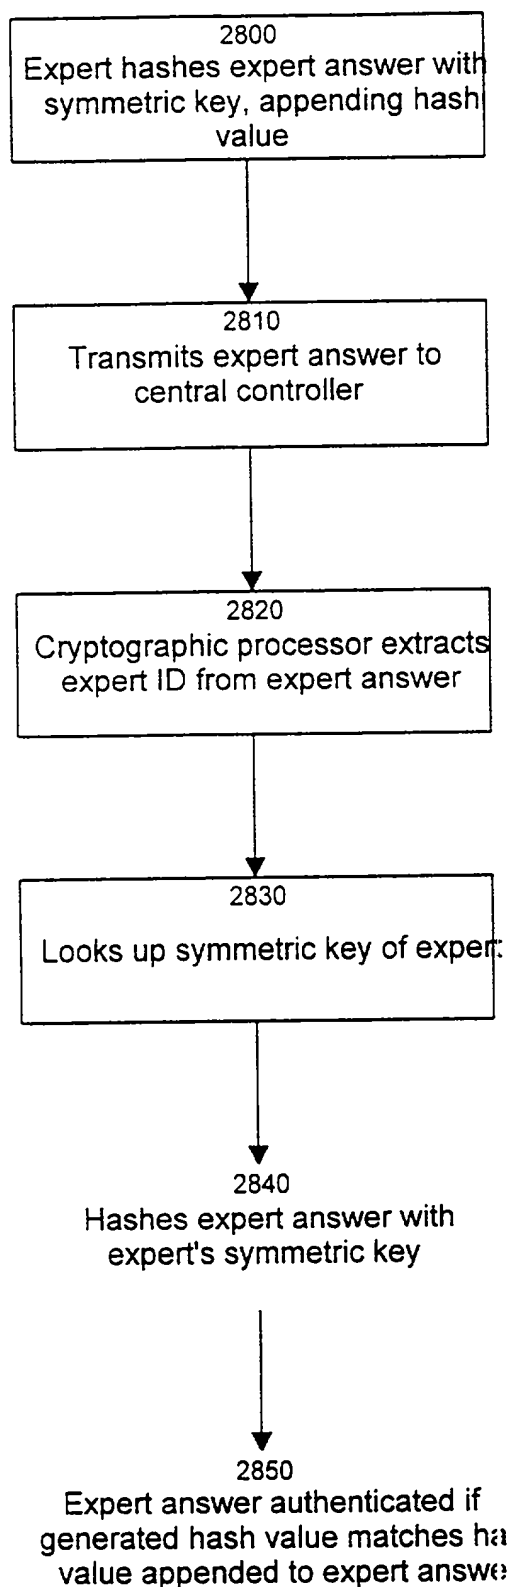 2800
Expert hashes expert answer with
symmetric key, appending hash
value
2810
Transmits expert answer to
central controller
2820
Cryptographic processor extracts
expert ID from expert answer
2830
Looks up symmetric key of expert
2840
Hashes expert answer with
expert's symmetric key
2850
Expert answer authenticated if
generated hash value matches ha
value appended to expert answe